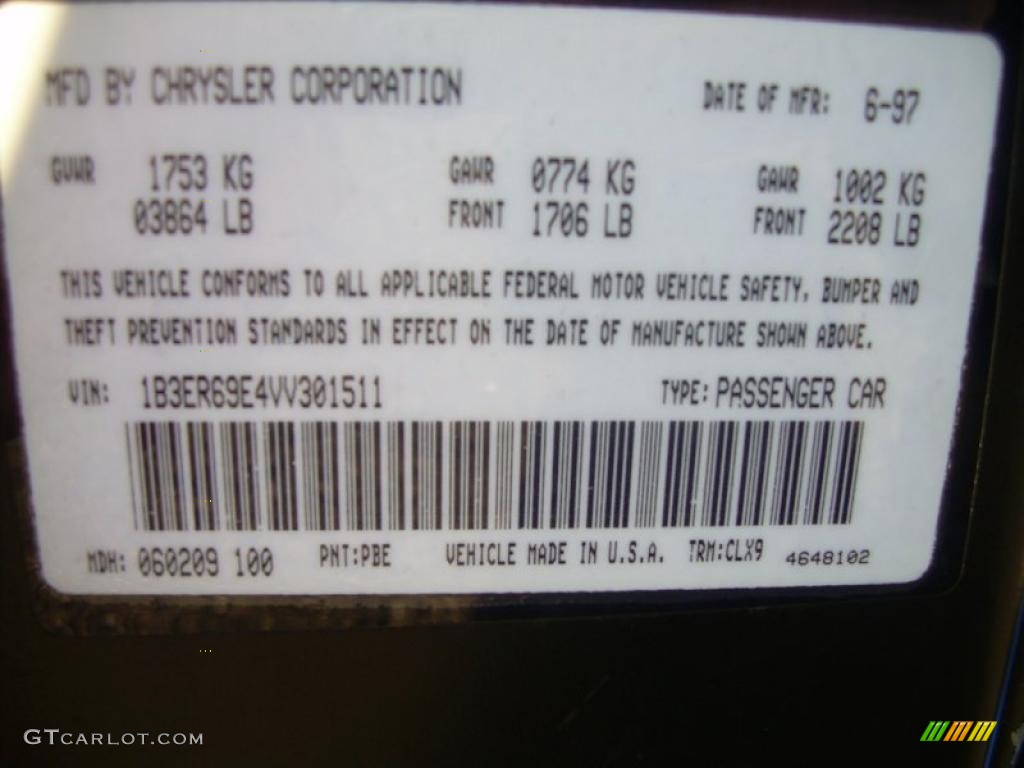 MFD BY CHRYSLER CORPORATION DATE OF MFR: 6-97
GVWR 1753 KG GAWR 0774 KG GAWR 1002 KG
03864 LB FRONT 1706 LB FRONT 2208 LB
THIS VEHICLE CONFORMS TO ALL APPLICABLE FEDERAL MOTOR VEHICLE SAFETY, BUMPER AND
THEFT PREVENTION STANDARDS IN EFFECT ON THE DATE OF MANUFACTURE SHOWN ABOVE.
VIN: 1B3ER69E4VV301511 TYPE: PASSENGER CAR
MDH: 060209 100 PNT:PBE VEHICLE MADE IN U.S.A. TRM:CLX9 4648102
GTCARLOT.COM